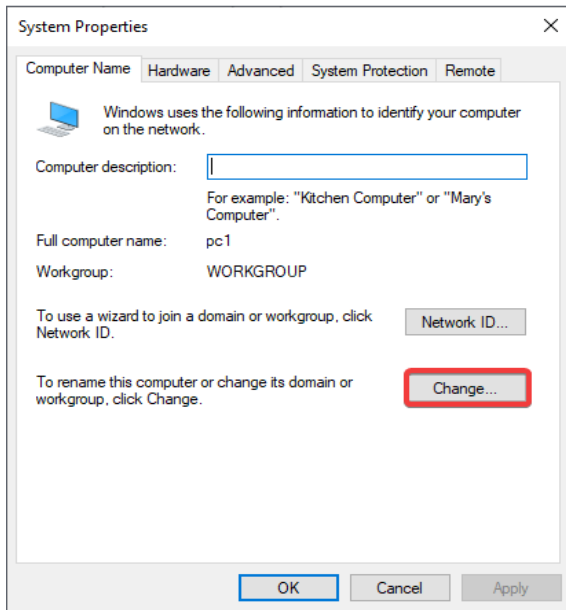 System Properties
Computer Name Hardware Advanced System Protection Remote
Windows uses the following information to identify your computer
on the network.
Computer description:
For example: "Kitchen Computer" or "Mary's
Computer".
Full computer name: pc1
Workgroup: WORKGROUP
To use a wizard to join a domain or workgroup, click
Network ID.
Network ID...
To rename this computer or change its domain or
workgroup, click Change.
Change...
OK Cancel Apply